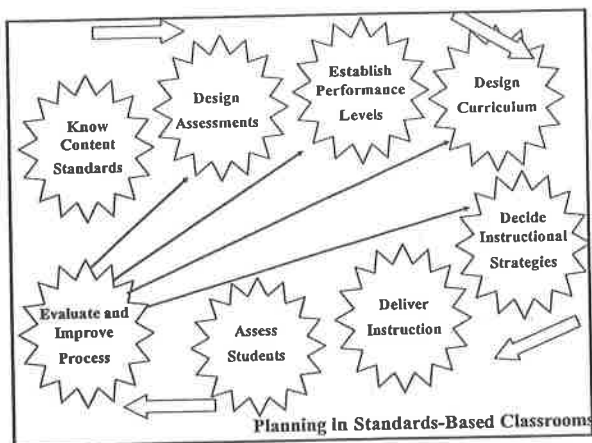 Know
Content
Standards
Design
Assessments
Establish
Performance
Levels
Design
Curriculum
Decide
Instructional
Strategies
Deliver
Instruction
Assess
Students
Evaluate and
Improve
Process
Planning in Standards-Based Classrooms